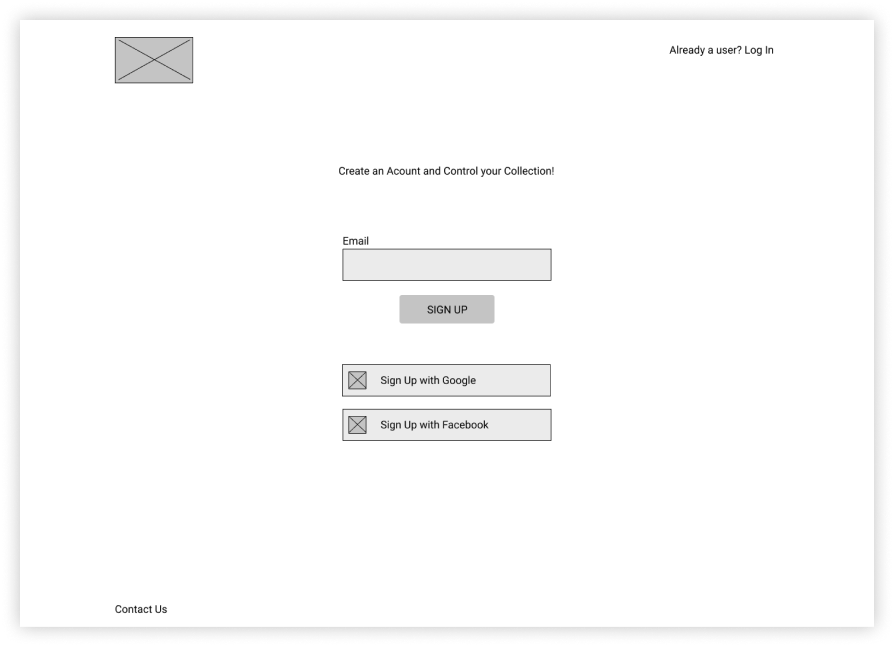 Already a user? Log In
Create an Acount and Control your Collection!
Email
SIGN UP
Sign Up with Google
Sign Up with Facebook
Contact Us